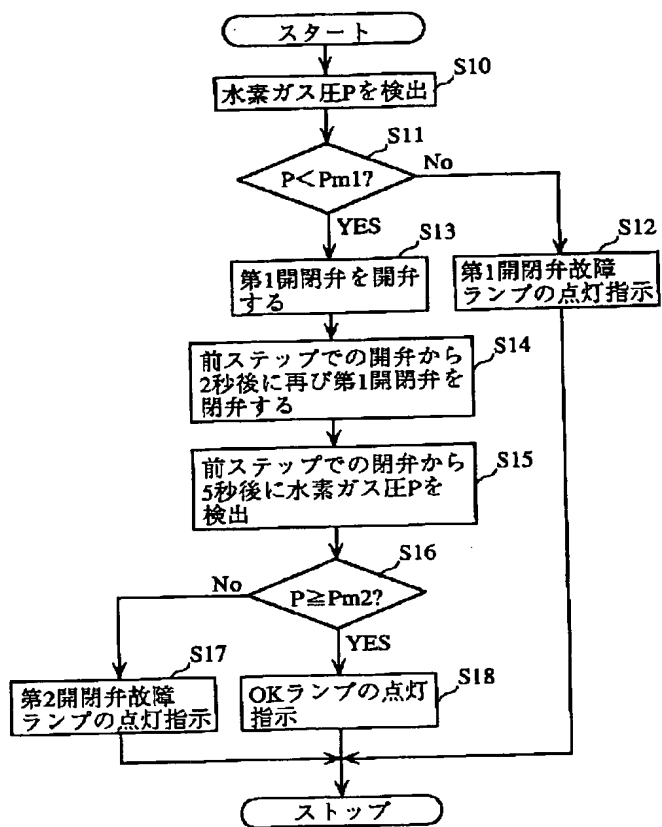 スタート
S10
水素ガス圧Pを検出
S11
P<Pm1?
No
YES
S13
S12
第1開閉弁を開弁
する
第1開閉弁故障
ランプの点灯指示
S14
前ステップでの開弁から
2秒後に再び第1開閉弁を
閉弁する
S15
前ステップでの閉弁から
5秒後に水素ガス圧Pを
検出
S16
P≧Pm2?
No
YES
S17
第2開閉弁故障
ランプの点灯指示
S18
OKランプの点灯
指示
ストップ